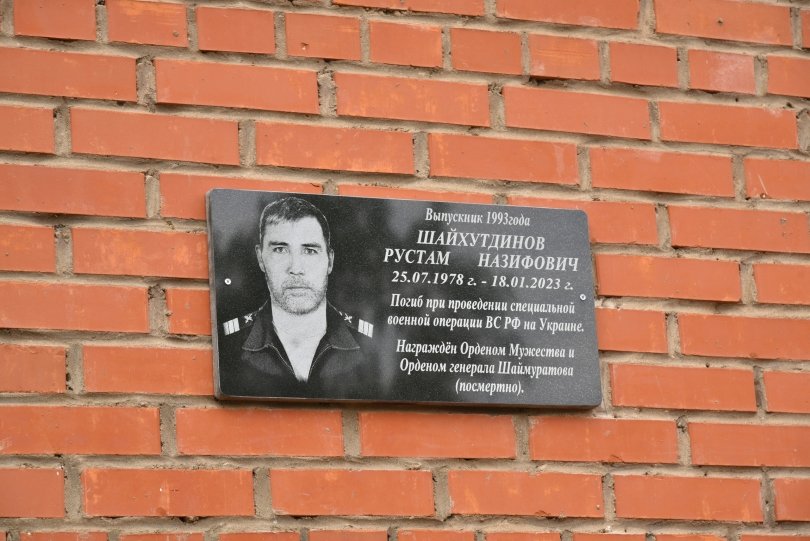 Выпускник 1993года
ШАЙХУТДИНОВ
РУСТАМ НАЗИФОВИЧ
25.07.1978 г. - 18.01.2023 г.
Погиб при проведении специальной
военной операции ВС РФ на Украине.
Награждён Орденом Мужества и
Орденом генерала Шаймуратова
(посмертно).